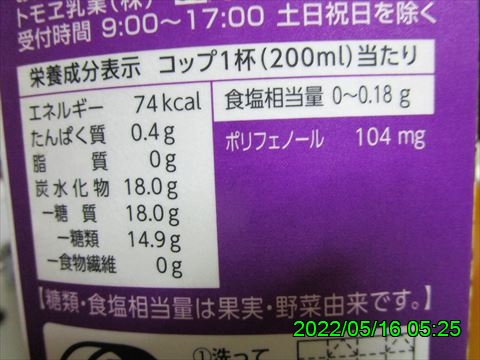 トモヱ乳業(株)
受付時間 9:00〜17:00 土日祝日を除く
栄養成分表示 コップ1杯(200ml)当たり
エネルギー 74kcal
たんぱく質 0.4g
脂質 0g
炭水化物 18.0g
−糖質 18.0g
−糖類 14.9g
−食物繊維 0g
食塩相当量 0〜0.18g
ポリフェノール 104mg
【糖類・食塩相当量は果実・野菜由来です。】
2022/05/16 05:25
①洗って